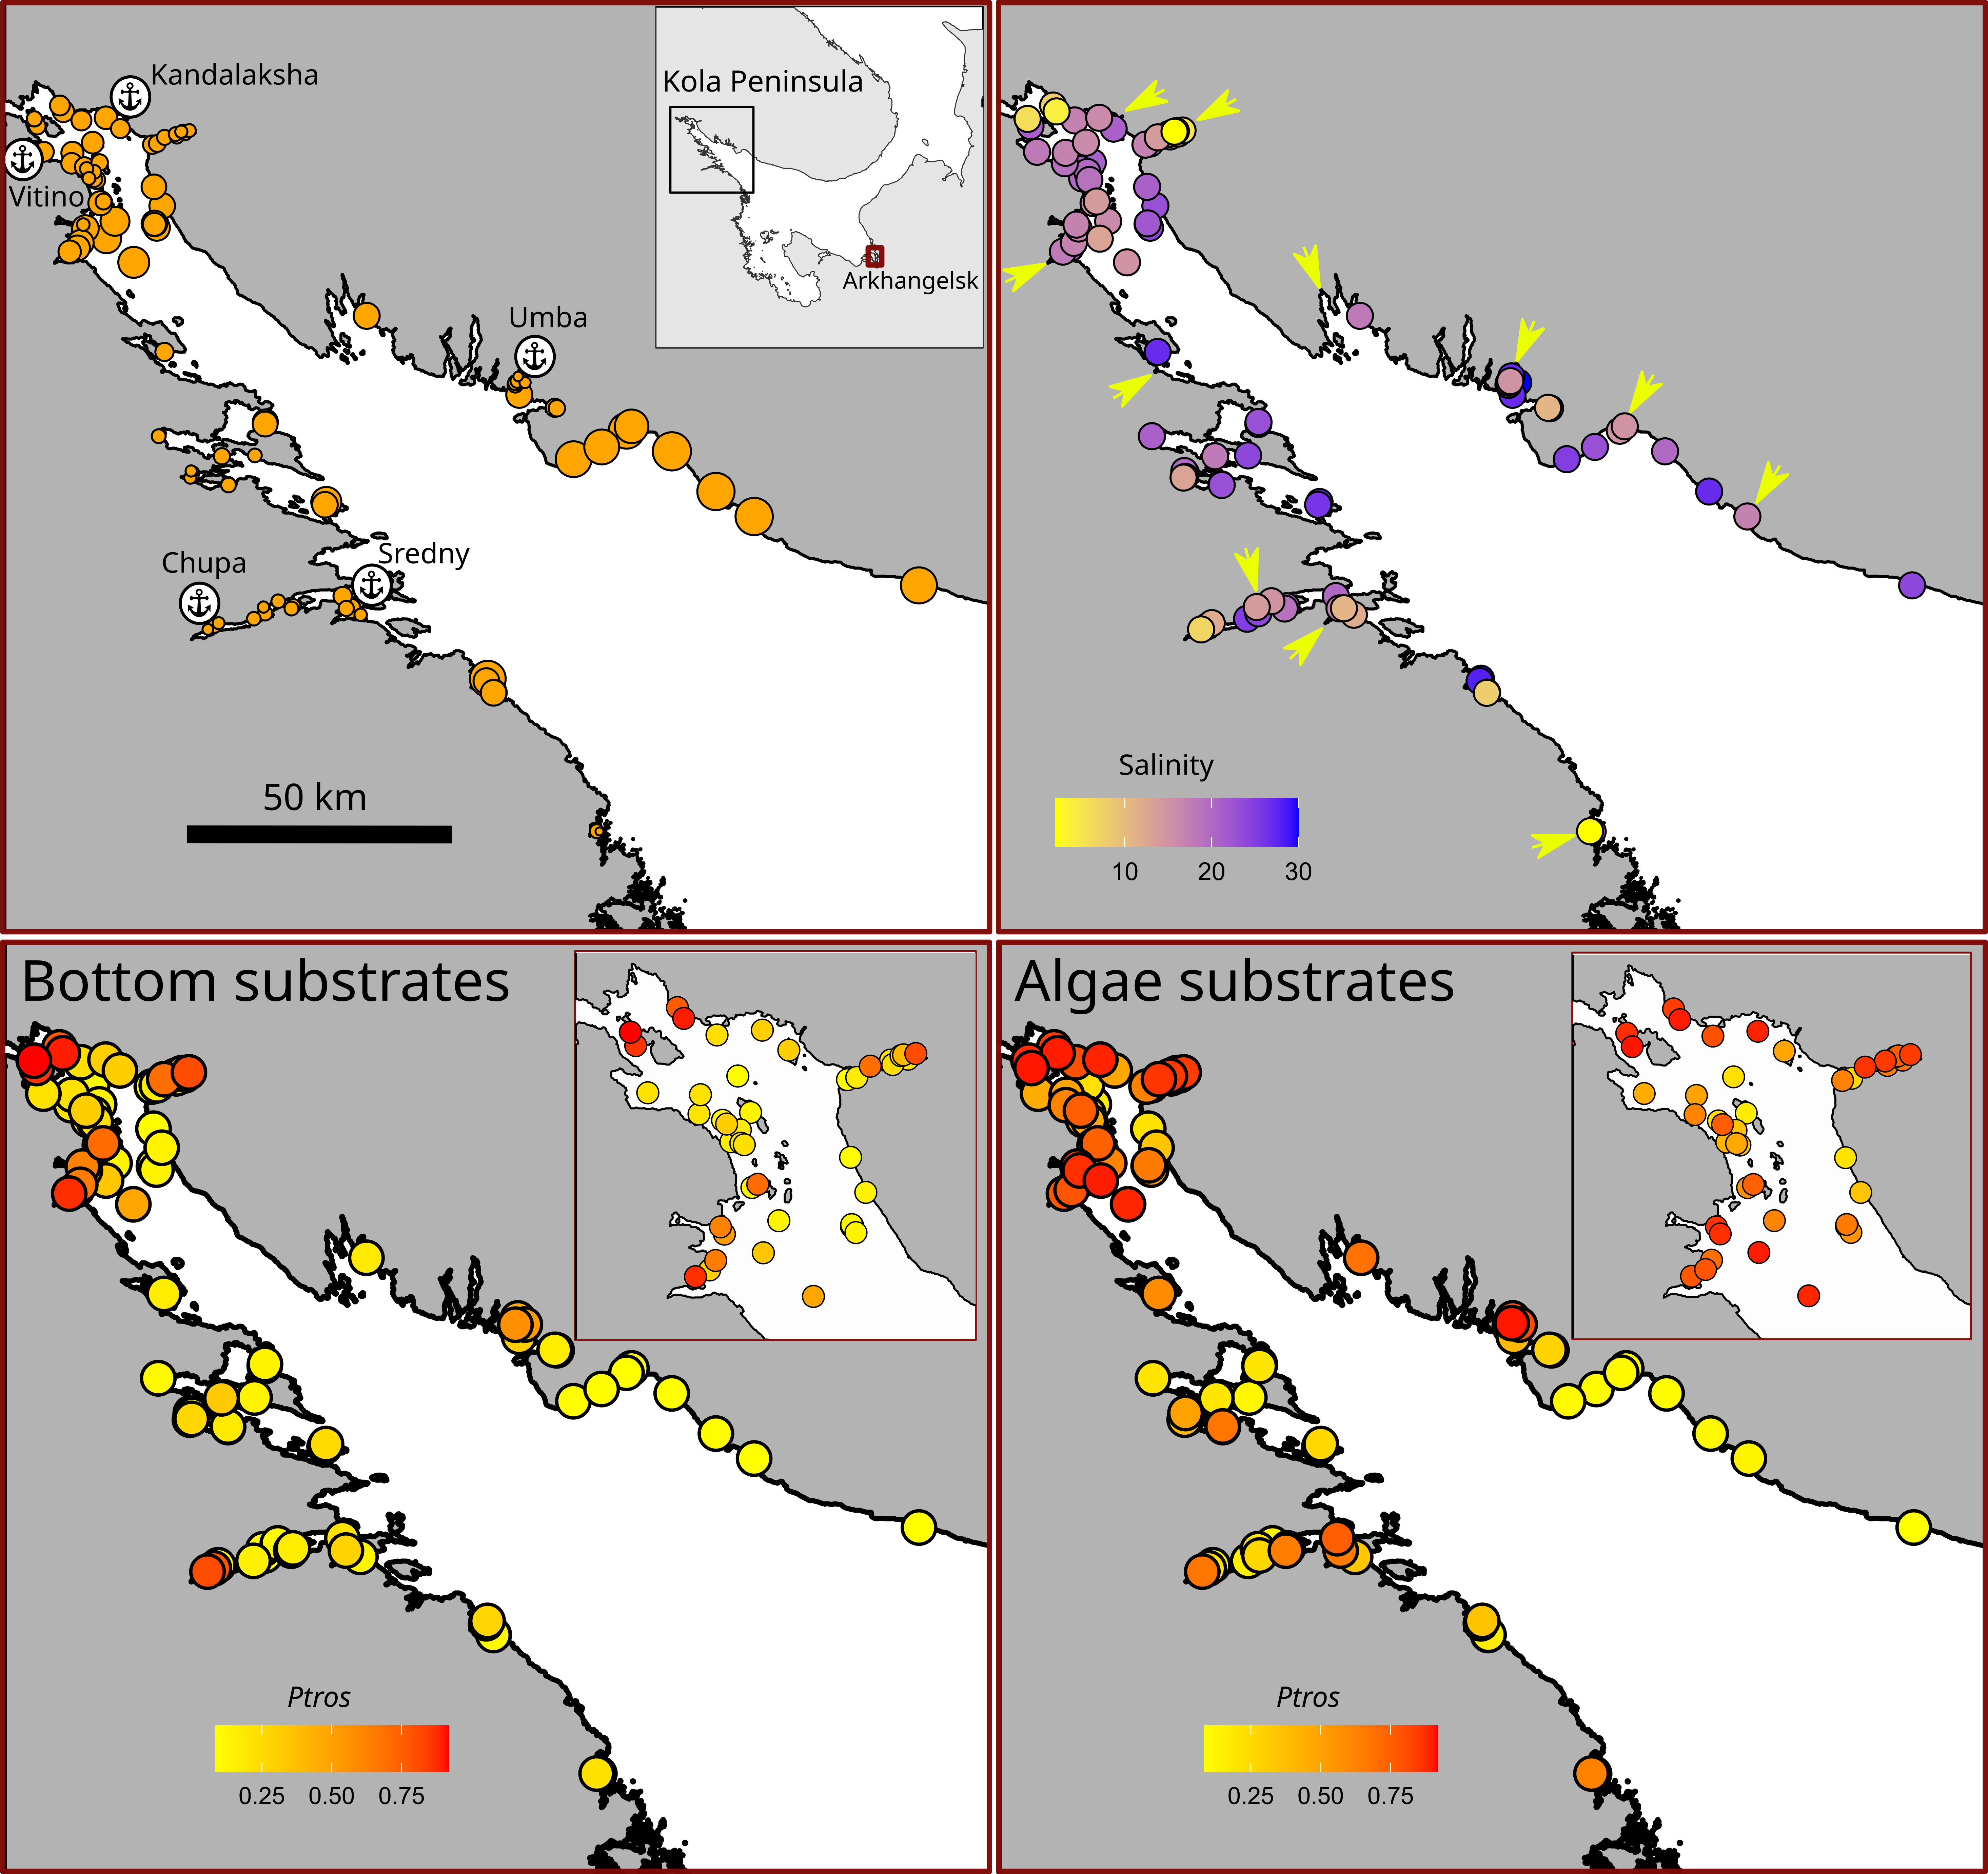 Kandalaksha
Kola Peninsula
Vitino
Arkhangelsk
Umba
Sredny
Chupa
50 km
Salinity
10 20 30
Bottom substrates
Ptros
0.25 0.50 0.75
Algae substrates
Ptros
0.25 0.50 0.75